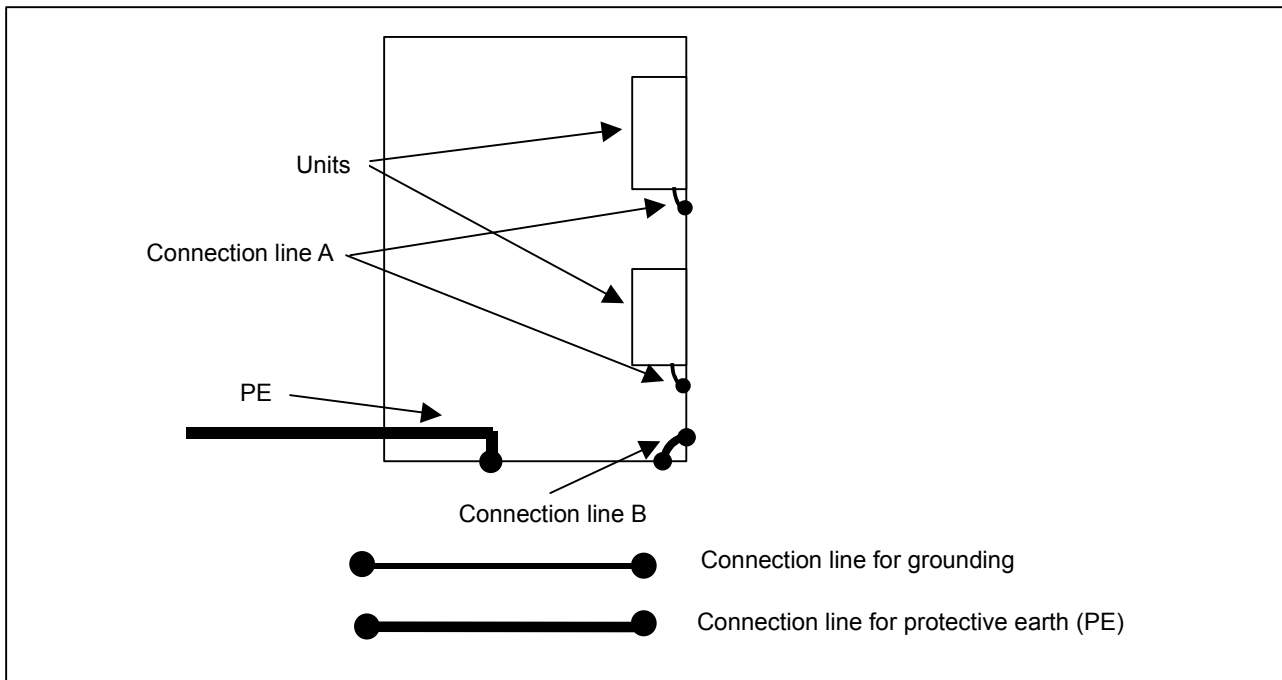 Units
Connection line A
PE
Connection line B
Connection line for grounding
Connection line for protective earth (PE)